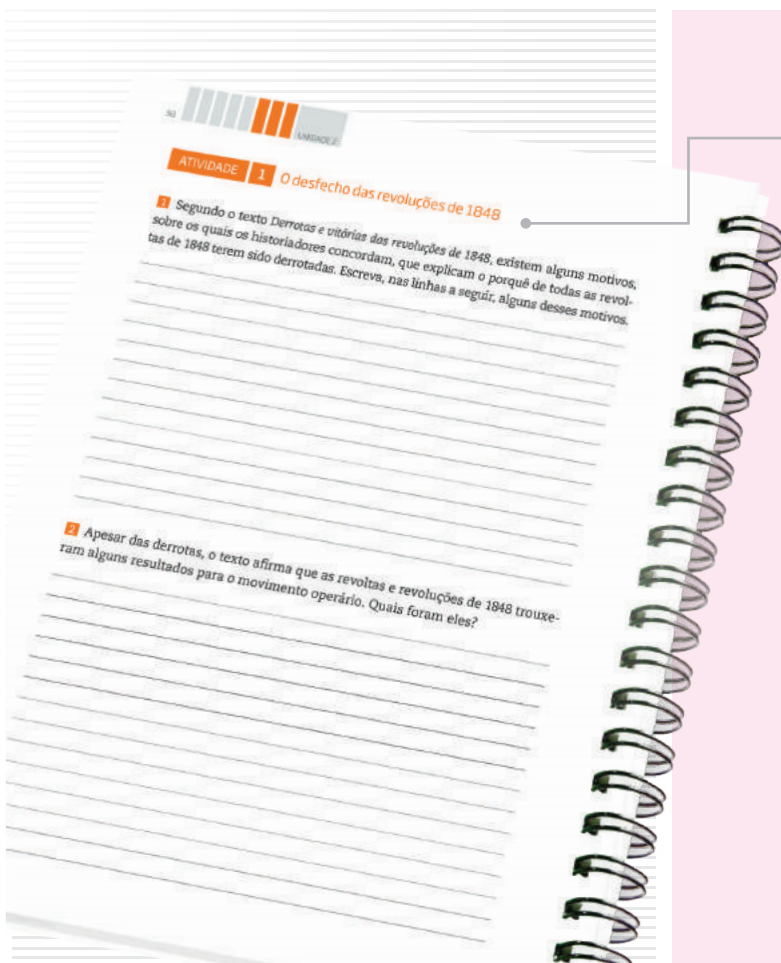 UNIDADE 2
ATIVIDADE 1 O desfecho das revoluções de 1848
1 Segundo o texto Derrotas e vitórias das revoluções de 1848, existem alguns motivos,
sobre os quais os historiadores concordam, que explicam o porquê de todas as revol-
tas de 1848 terem sido derrotadas. Escreva, nas linhas a seguir, alguns desses motivos.
2 Apesar das derrotas, o texto afirma que as revoltas e revoluções de 1848 trouxe-
ram alguns resultados para o movimento operário. Quais foram eles?